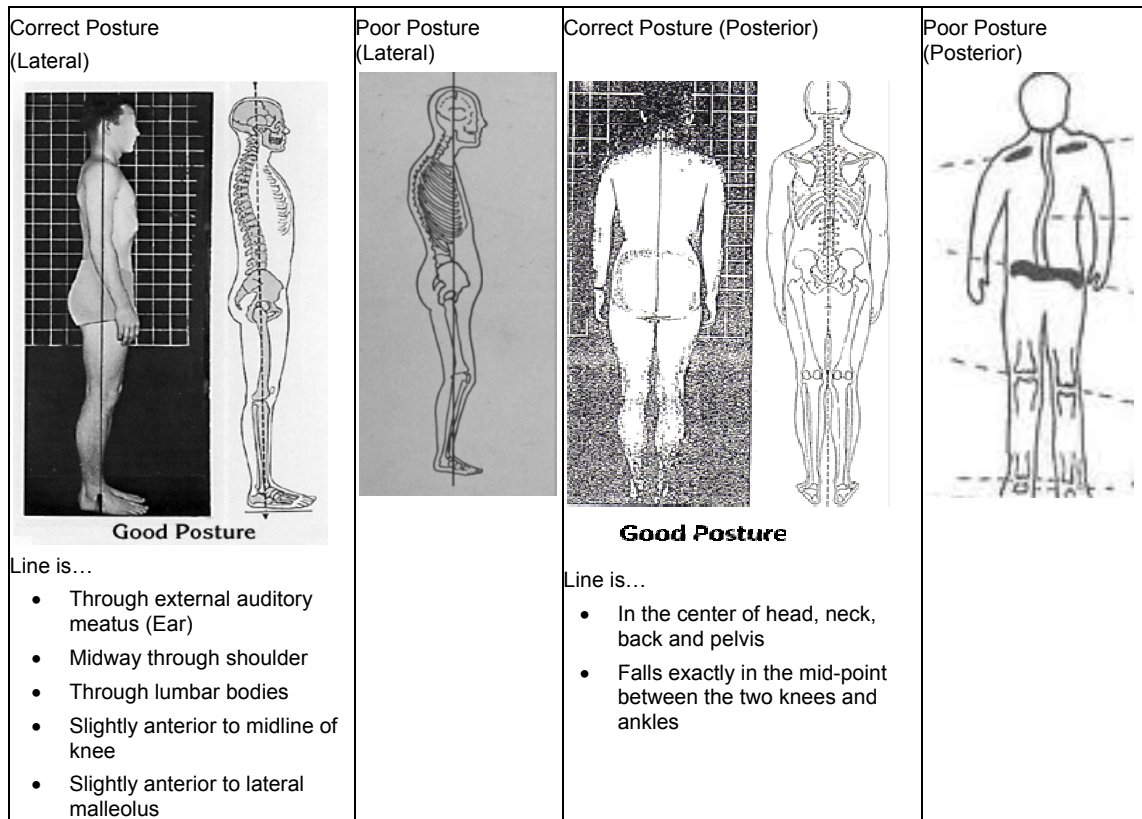 Correct Posture
(Lateral)
Good Posture
Line is…
• Through external auditory
meatus (Ear)
• Midway through shoulder
• Through lumbar bodies
• Slightly anterior to midline of
knee
• Slightly anterior to lateral
malleolus
Poor Posture
(Lateral)
Correct Posture (Posterior)
Good Posture
Line is…
• In the center of head, neck,
back and pelvis
• Falls exactly in the mid-point
between the two knees and
ankles
Poor Posture
(Posterior)